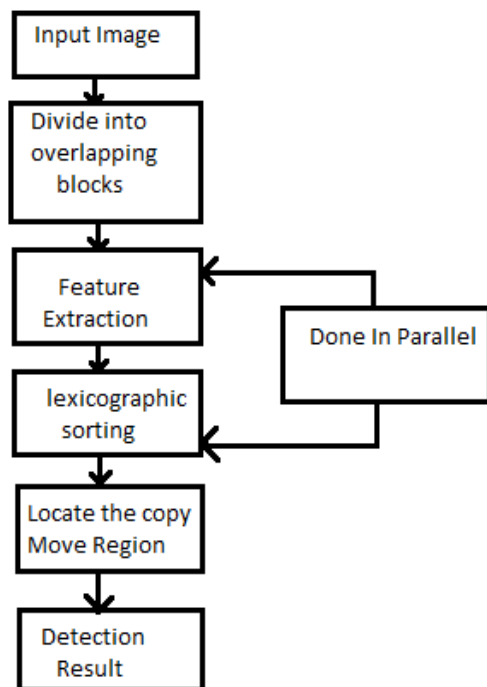 Input Image
Divide into
overlapping
blocks
Feature
Extraction
Done In Parallel
lexicographic
sorting
Locate the copy
Move Region
Detection
Result